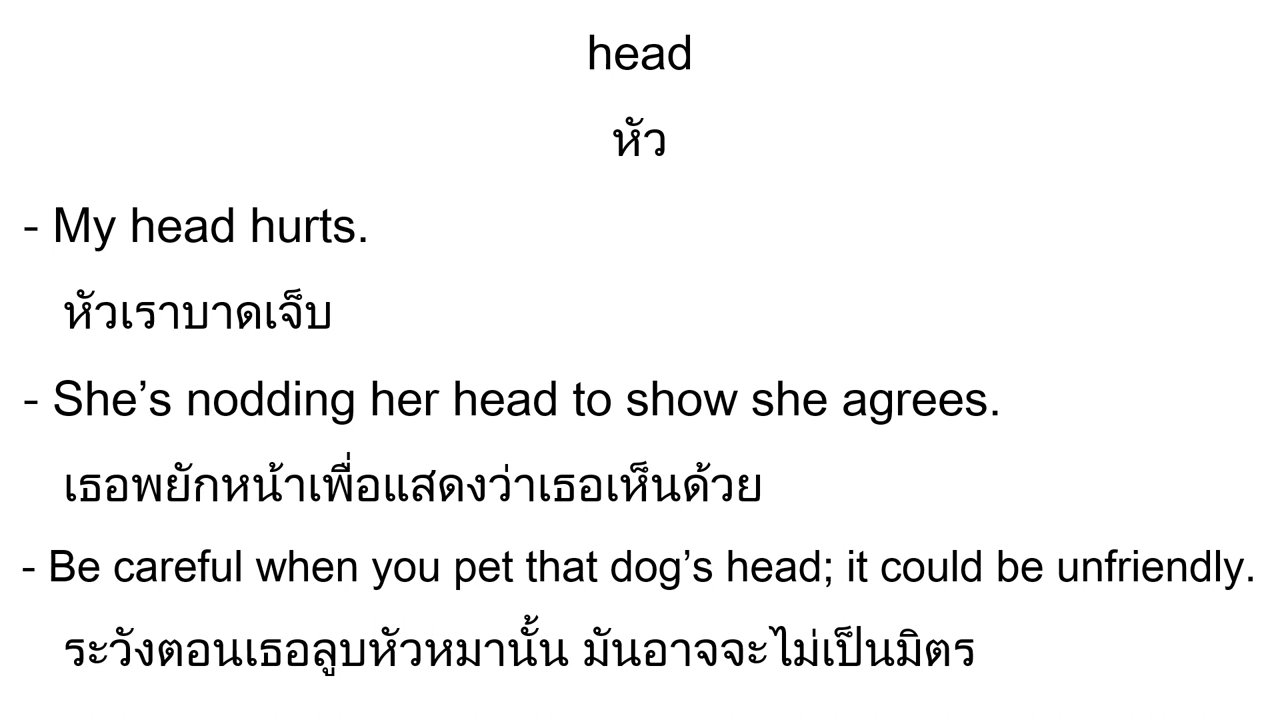 head
หัว
- My head hurts.
หัวเราบาดเจ็บ
- She’s nodding her head to show she agrees.
เธอพยักหน้าเพื่อแสดงว่าเธอเห็นด้วย
- Be careful when you pet that dog’s head; it could be unfriendly.
ระวังตอนเธอลูบหัวหมานั้น มันอาจจะไม่เป็นมิตร